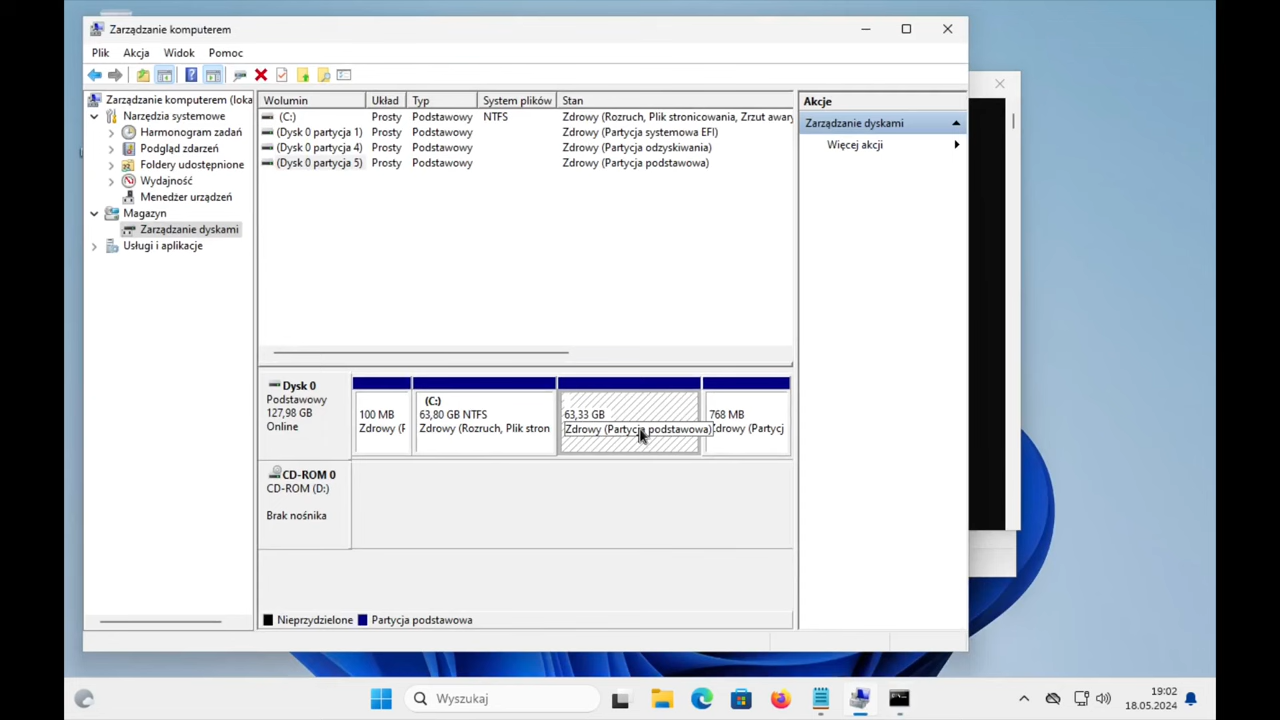 Zarządzanie komputerem
Plik Akcja Widok Pomoc
Zarządzanie komputerem (loka
Narzędzia systemowe
Harmonogram zadań
Podgląd zdarzeń
Foldery udostępnione
Wydajność
Menedżer urządzeń
Magazyn
Zarządzanie dyskami
Usługi i aplikacje
Wolumin Układ Typ System plików Stan
(C:) Prosty Podstawowy NTFS Zdrowy (Rozruch, Plik stronicowania, Zrzut awary
(Dysk 0 partycja 1) Prosty Podstawowy Zdrowy (Partycja systemowa EFI)
(Dysk 0 partycja 4) Prosty Podstawowy Zdrowy (Partycja odzyskiwania)
(Dysk 0 partycja 5) Prosty Podstawowy Zdrowy (Partycja podstawowa)
Akcje
Zarządzanie dyskami
Więcej akcji
Dysk 0
Podstawowy
127,98 GB
Online
100 MB
Zdrowy (F
(C:)
63,80 GB NTFS
Zdrowy (Rozruch, Plik stron
63,33 GB
Zdrowy (Partycja podstawowa)
768 MB
Zdrowy (Partycj
CD-ROM 0
CD-ROM (D:)
Brak nośnika
Nieprzydzielone Partycja podstawowa
Wyszukaj
19:02
18.05.2024